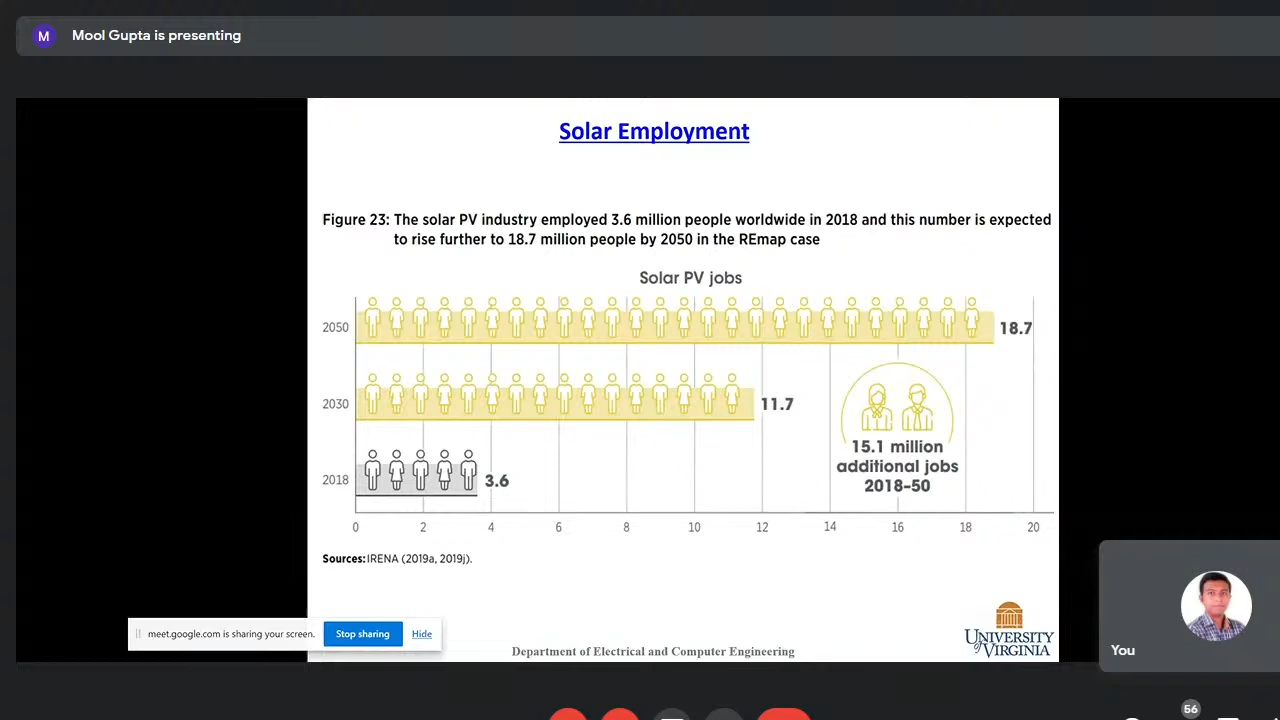 M
Mool Gupta is presenting
Solar Employment
Figure 23: The solar PV industry employed 3.6 million people worldwide in 2018 and this number is expected
to rise further to 18.7 million people by 2050 in the REmap case
Solar PV jobs
2050
18.7
2030
11.7
2018
3.6
15.1 million
additional jobs
2018-50
0 2 4 6 8 10 12 14 16 18 20
Sources: IRENA (2019a, 2019j).
meet.google.com is sharing your screen.
Stop sharing
Hide
Department of Electrical and Computer Engineering
UNIVERSITY
of VIRGINIA
You
56